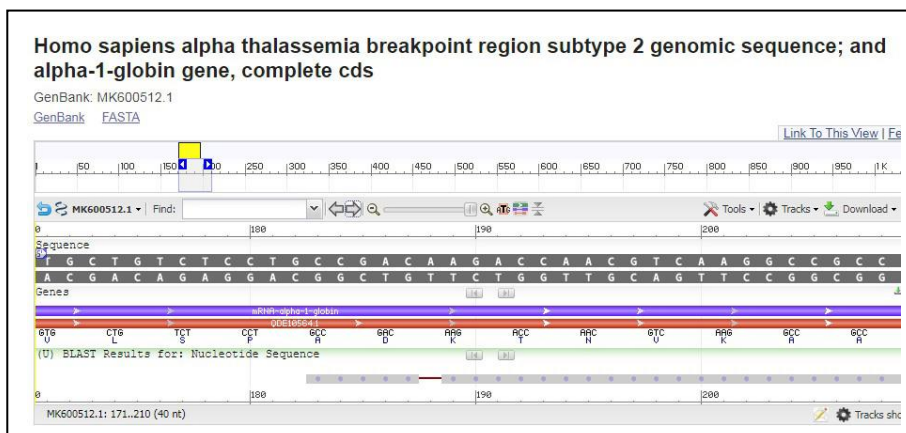 Homo sapiens alpha thalassemia breakpoint region subtype 2 genomic sequence; and
alpha-1-globin gene, complete cds
GenBank: MK600512.1
GenBank FASTA
Link To This View | Fe
50 100 150 200 250 300 350 400 450 500 550 600 650 700 750 800 850 900 950 1K
MK600512.1 Find: ATG Tools Tracks Download
180 190 200
Sequence
T G C T G T C T C C T G C C G A C A A G A C C A A C G T C A A G G C C G C C
A C G A C A G A G G A C G G C T G T T C T G G T T G C A G T T C C G G C G G
Genes
mRNA-alpha-1-globin
QDE10564.1
GTG CTG TCT CCT GCC GAC AAG ACC AAC GTC AAG GCC GCC
V L S P A D K T N V K A A
(U) BLAST Results for: Nucleotide Sequence
180 190 200
MK600512.1: 171..210 (40 nt) Tracks sho